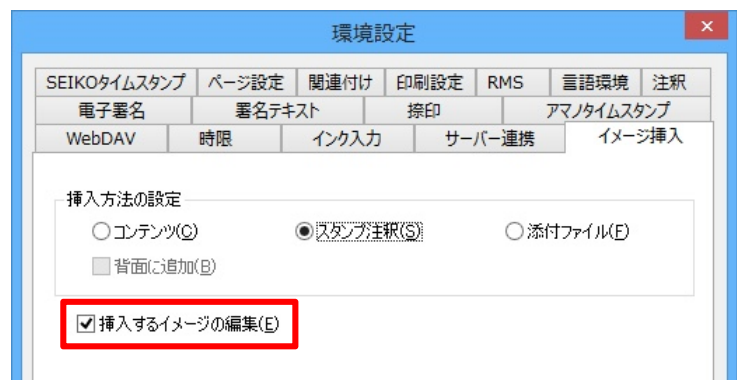 環境設定
SEIKOタイムスタンプ ページ設定 関連付け 印刷設定 RMS 言語環境 注釈
電子署名 署名テキスト 捺印 アマノタイムスタンプ
WebDAV 時限 インク入力 サーバー連携 イメージ挿入
挿入方法の設定
コンテンツ(C) スタンプ注釈(S) 添付ファイル(F)
背面に追加(B)
挿入するイメージの編集(E)